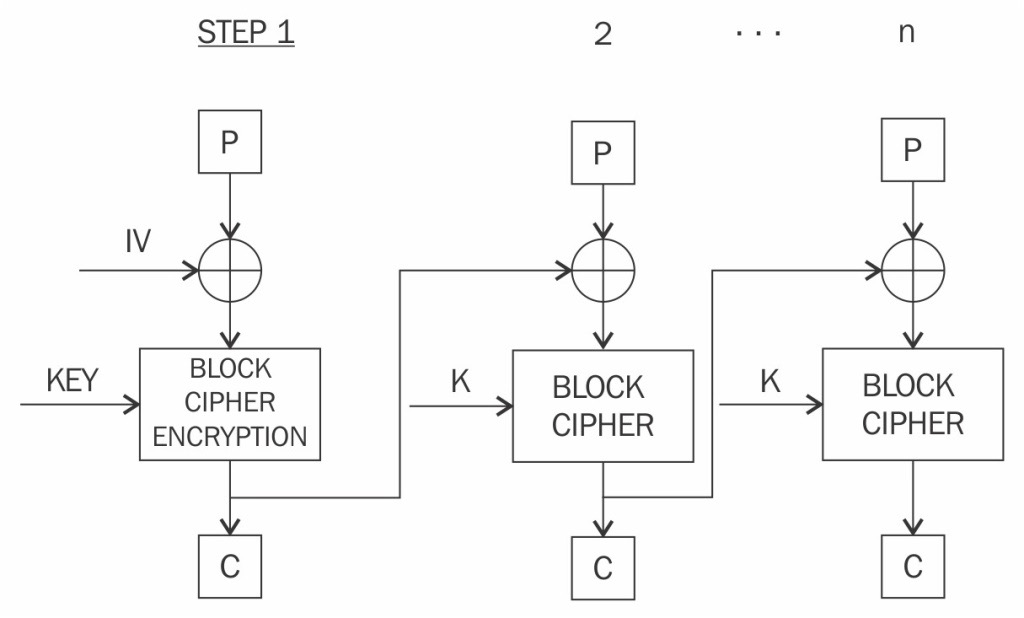 STEP 1
2
. . .
n
P
P
P
IV
KEY
BLOCK
CIPHER
ENCRYPTION
K
BLOCK
CIPHER
K
BLOCK
CIPHER
C
C
C